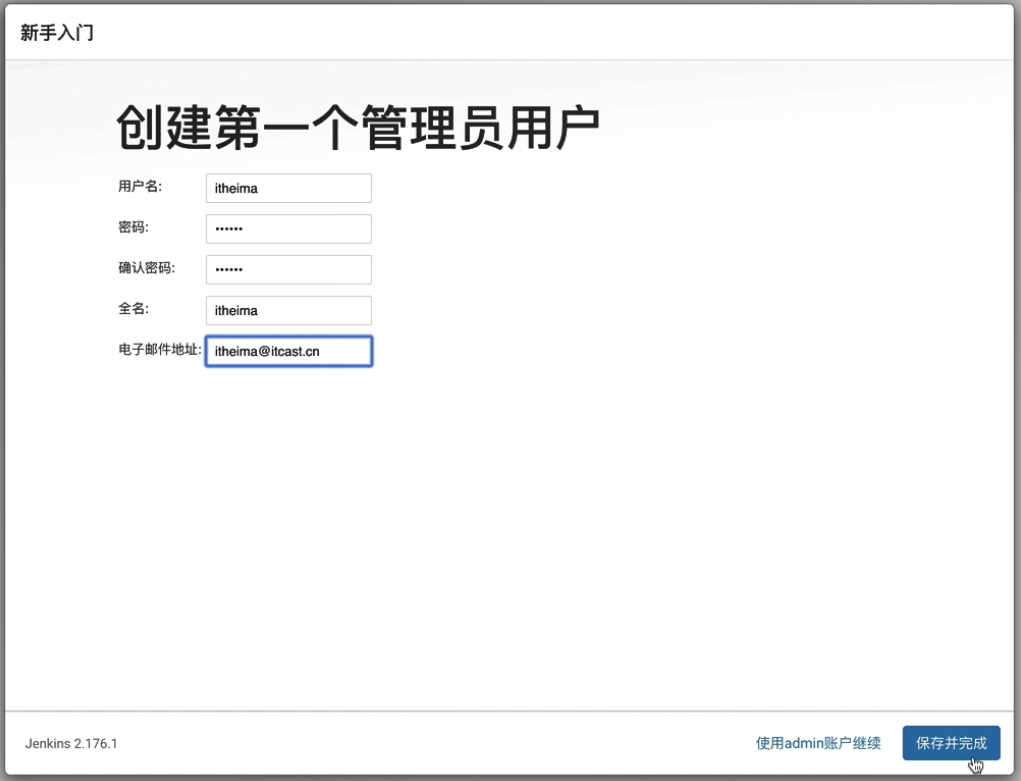 新手入门
创建第一个管理员用户
用户名: itheima
密码: ••••••
确认密码: ••••••
全名: itheima
电子邮件地址: itheima@itcast.cn
Jenkins 2.176.1 使用admin账户继续 保存并完成